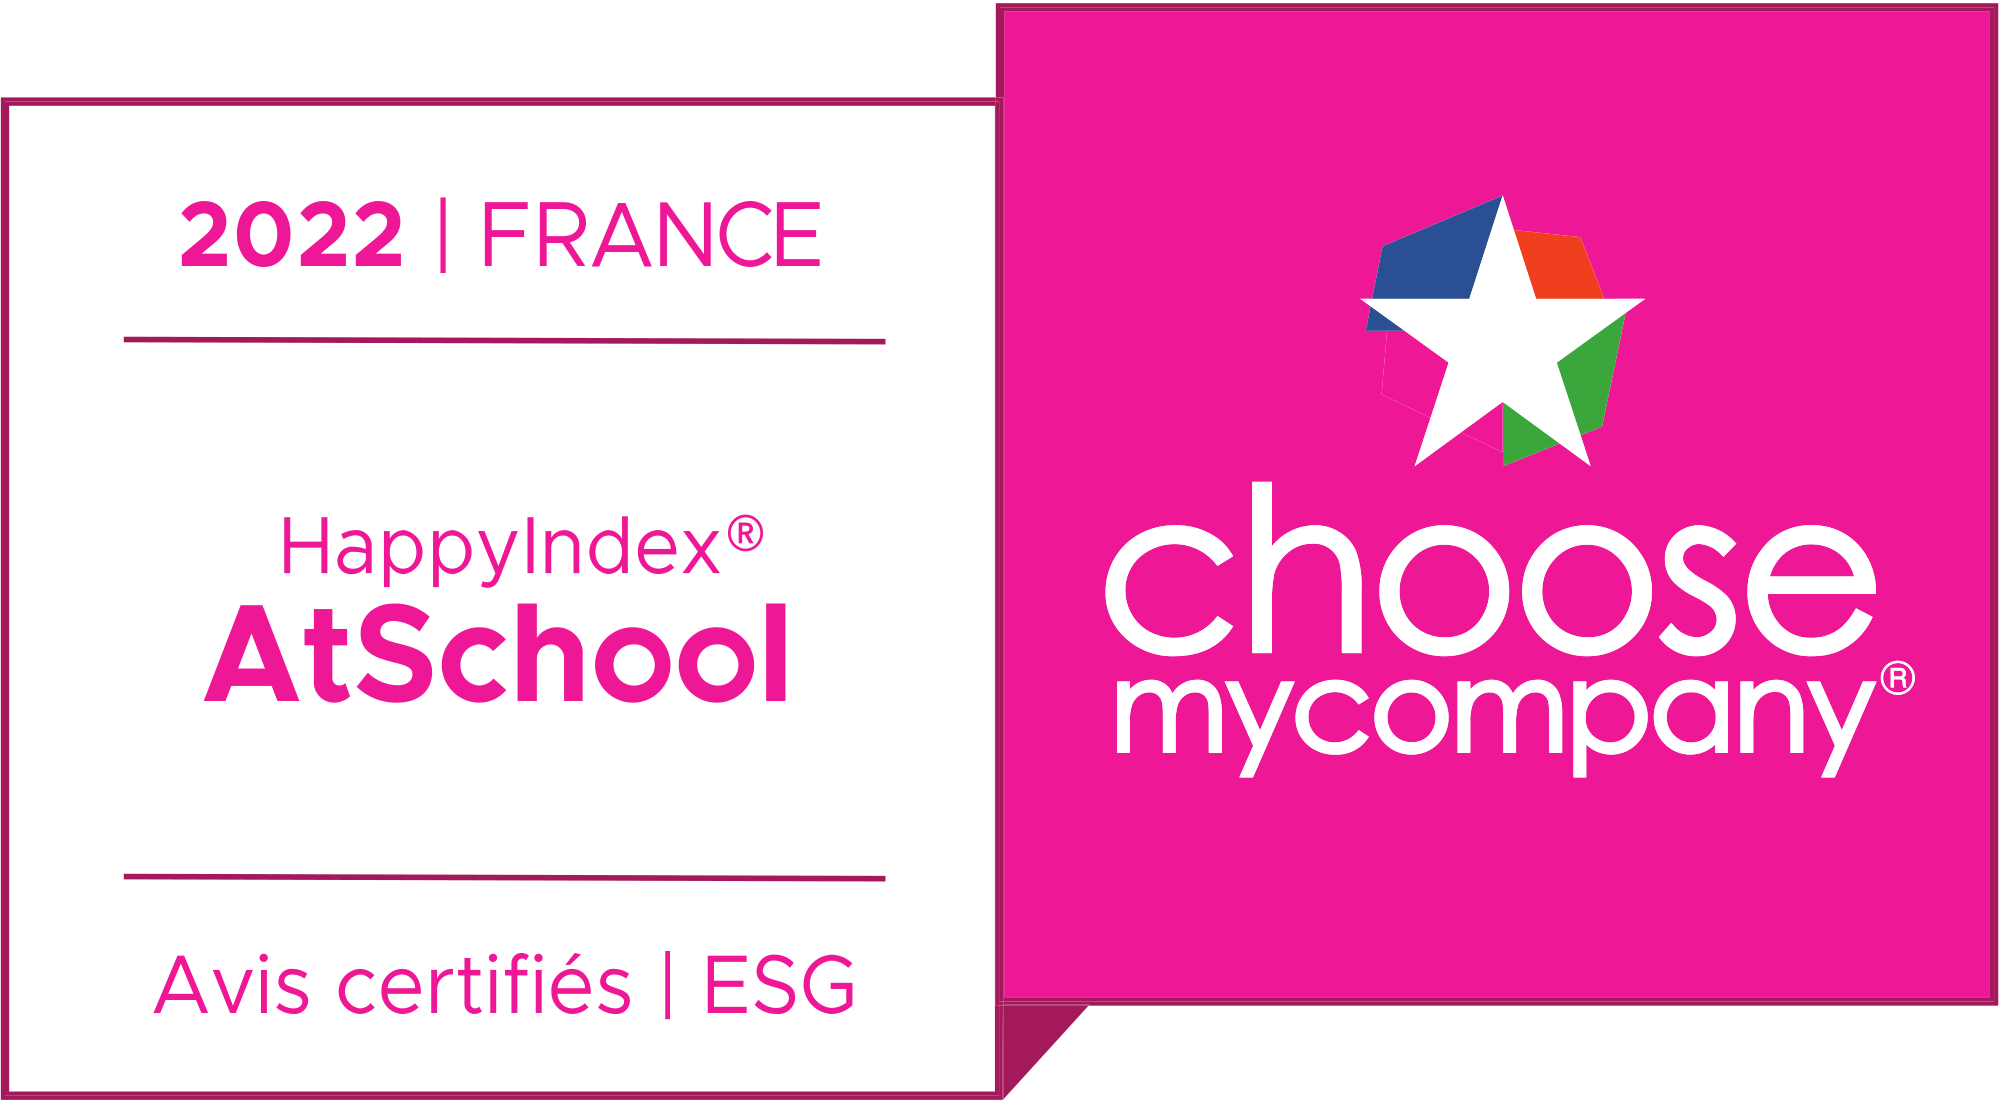 2022 | FRANCE
HappyIndex®
AtSchool
Avis certifiés | ESG
choose
mycompany®